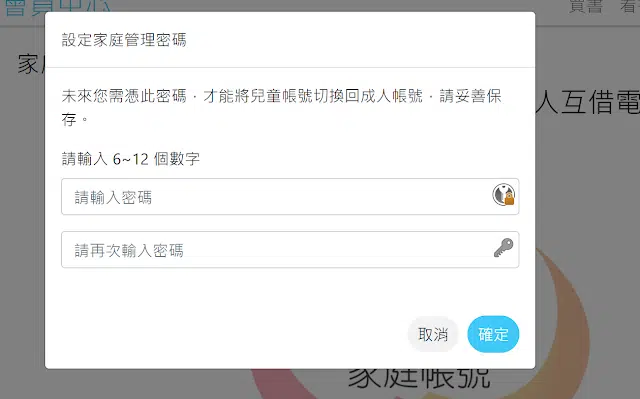 會員中心
買書 看
家
設定家庭管理密碼
未來您需憑此密碼，才能將兒童帳號切換回成人帳號，請妥善保
存。
人互借電
請輸入 6~12 個數字
請輸入密碼
請再次輸入密碼
取消 確定
家庭帳號